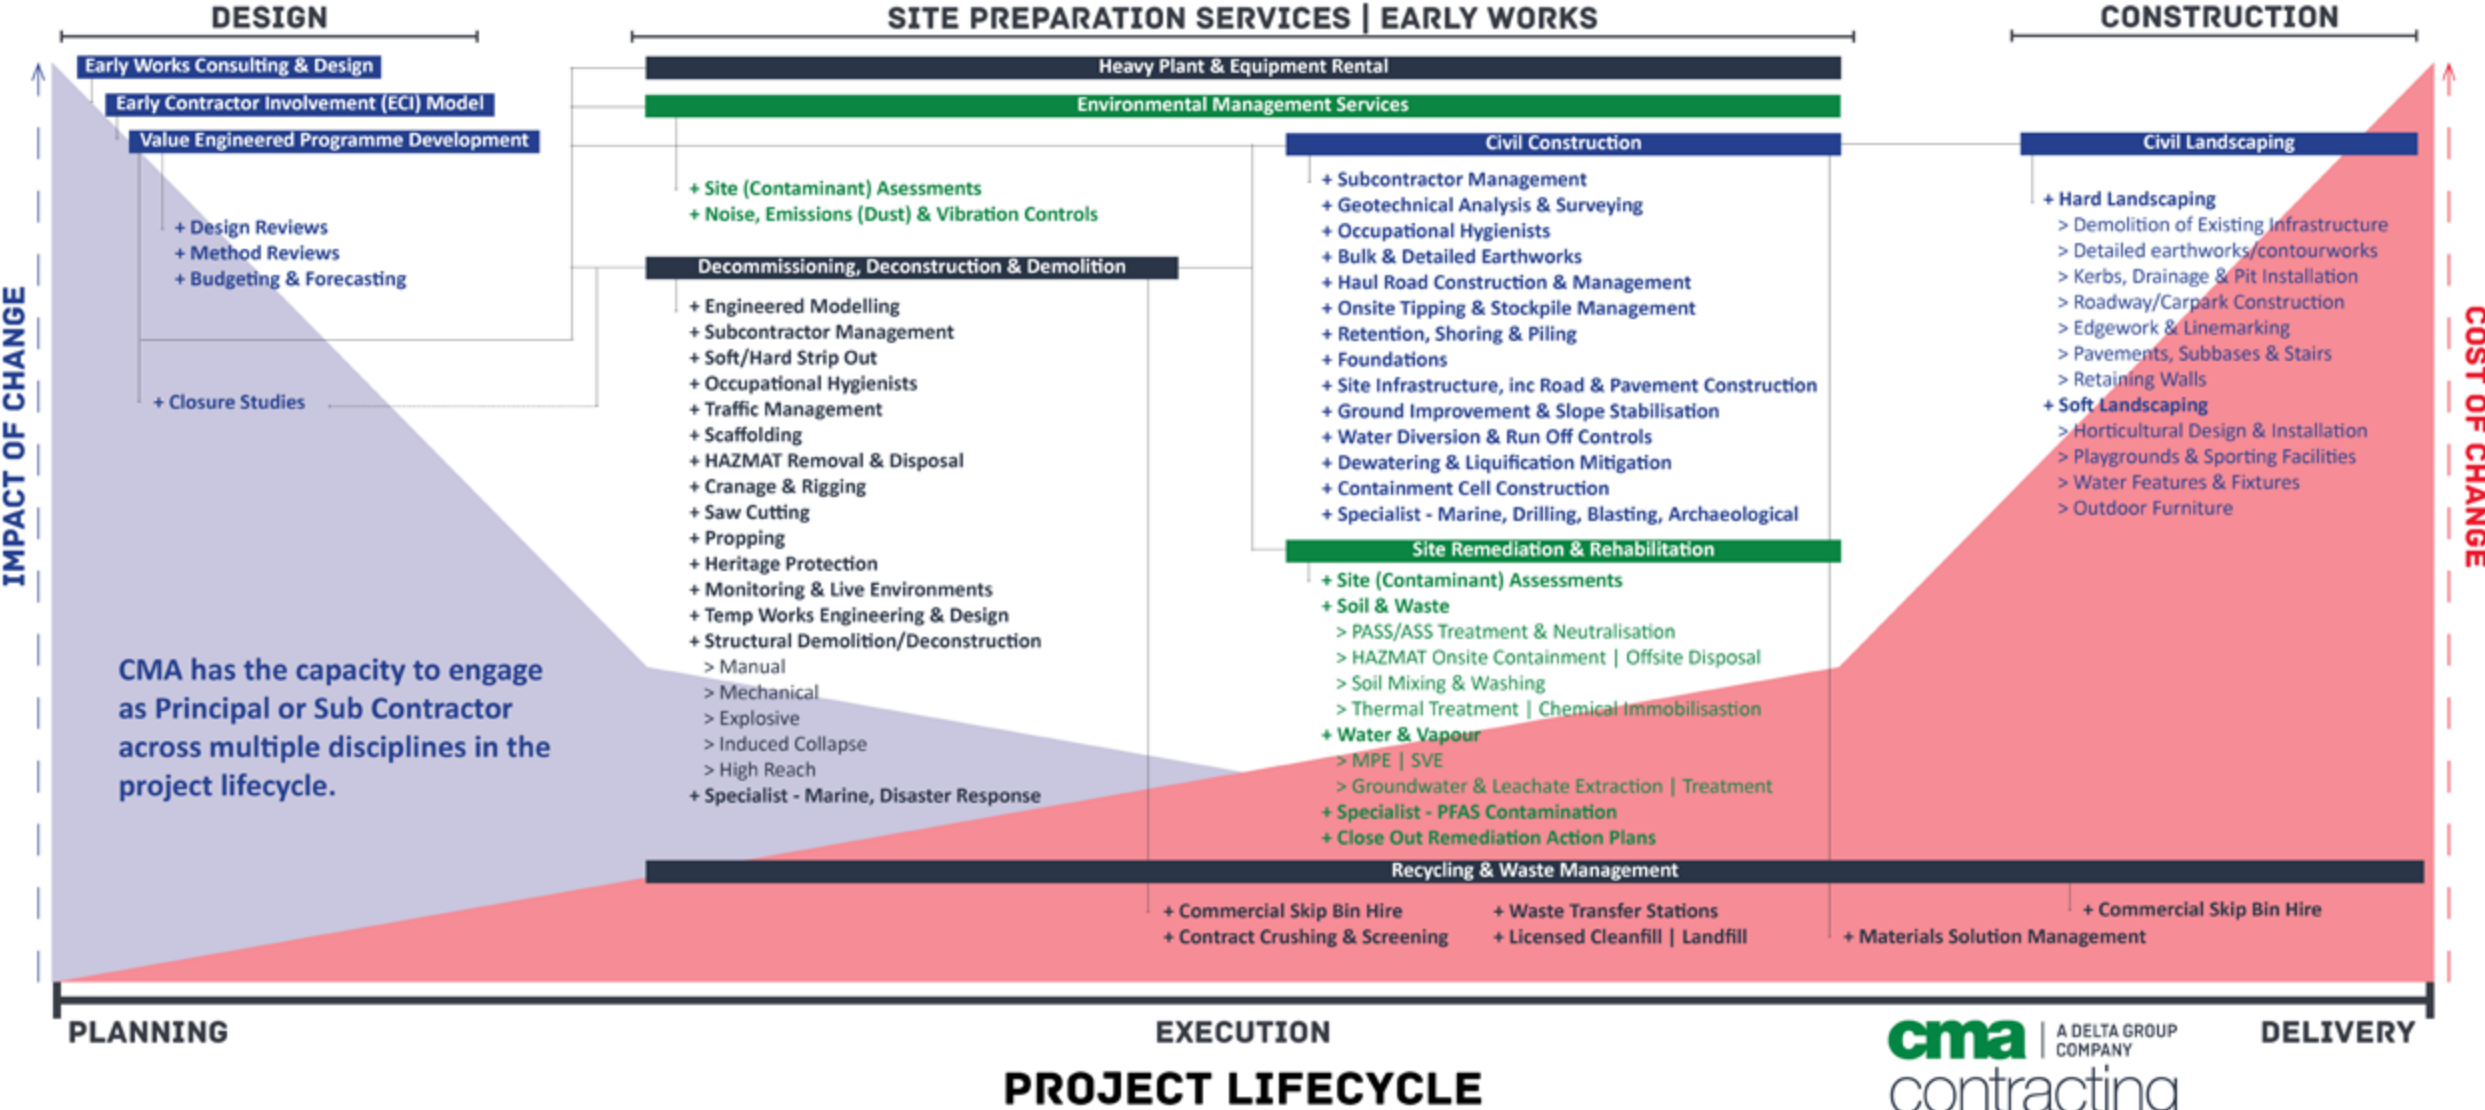 DESIGN
SITE PREPARATION SERVICES | EARLY WORKS
CONSTRUCTION
Early Works Consulting & Design
Early Contractor Involvement (ECI) Model
Value Engineered Programme Development
+ Design Reviews
+ Method Reviews
+ Budgeting & Forecasting
+ Closure Studies
IMPACT OF CHANGE
CMA has the capacity to engage
as Principal or Sub Contractor
across multiple disciplines in the
project lifecycle.
Heavy Plant & Equipment Rental
Environmental Management Services
+ Site (Contaminant) Asessments
+ Noise, Emissions (Dust) & Vibration Controls
Decommissioning, Deconstruction & Demolition
+ Engineered Modelling
+ Subcontractor Management
+ Soft/Hard Strip Out
+ Occupational Hygienists
+ Traffic Management
+ Scaffolding
+ HAZMAT Removal & Disposal
+ Cranage & Rigging
+ Saw Cutting
+ Propping
+ Heritage Protection
+ Monitoring & Live Environments
+ Temp Works Engineering & Design
+ Structural Demolition/Deconstruction
> Manual
> Mechanical
> Explosive
> Induced Collapse
> High Reach
+ Specialist - Marine, Disaster Response
Civil Construction
+ Subcontractor Management
+ Geotechnical Analysis & Surveying
+ Occupational Hygienists
+ Bulk & Detailed Earthworks
+ Haul Road Construction & Management
+ Onsite Tipping & Stockpile Management
+ Retention, Shoring & Piling
+ Foundations
+ Site Infrastructure, inc Road & Pavement Construction
+ Ground Improvement & Slope Stabilisation
+ Water Diversion & Run Off Controls
+ Dewatering & Liquification Mitigation
+ Containment Cell Construction
+ Specialist - Marine, Drilling, Blasting, Archaeological
Site Remediation & Rehabilitation
+ Site (Contaminant) Assessments
+ Soil & Waste
> PASS/ASS Treatment & Neutralisation
> HAZMAT Onsite Containment | Offsite Disposal
> Soil Mixing & Washing
> Thermal Treatment | Chemical Immobilisastion
+ Water & Vapour
> MPE | SVE
> Groundwater & Leachate Extraction | Treatment
+ Specialist - PFAS Contamination
+ Close Out Remediation Action Plans
Civil Landscaping
+ Hard Landscaping
> Demolition of Existing Infrastructure
> Detailed earthworks/contourworks
> Kerbs, Drainage & Pit Installation
> Roadway/Carpark Construction
> Edgework & Linemarking
> Pavements, Subbases & Stairs
> Retaining Walls
+ Soft Landscaping
> Horticultural Design & Installation
> Playgrounds & Sporting Facilities
> Water Features & Fixtures
> Outdoor Furniture
COST OF CHANGE
Recycling & Waste Management
+ Commercial Skip Bin Hire
+ Contract Crushing & Screening
+ Waste Transfer Stations
+ Licensed Cleanfill | Landfill
+ Materials Solution Management
+ Commercial Skip Bin Hire
PLANNING
EXECUTION
DELIVERY
PROJECT LIFECYCLE
cma
A DELTA GROUP
COMPANY
contracting